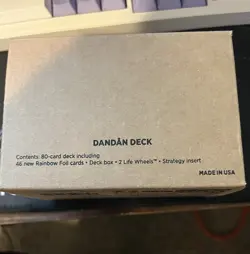 DANDÂN DECK
Contents: 80-card deck including
46 new Rainbow Foil cards • Deck box • 2 Life Wheels™ • Strategy insert
MADE IN USA